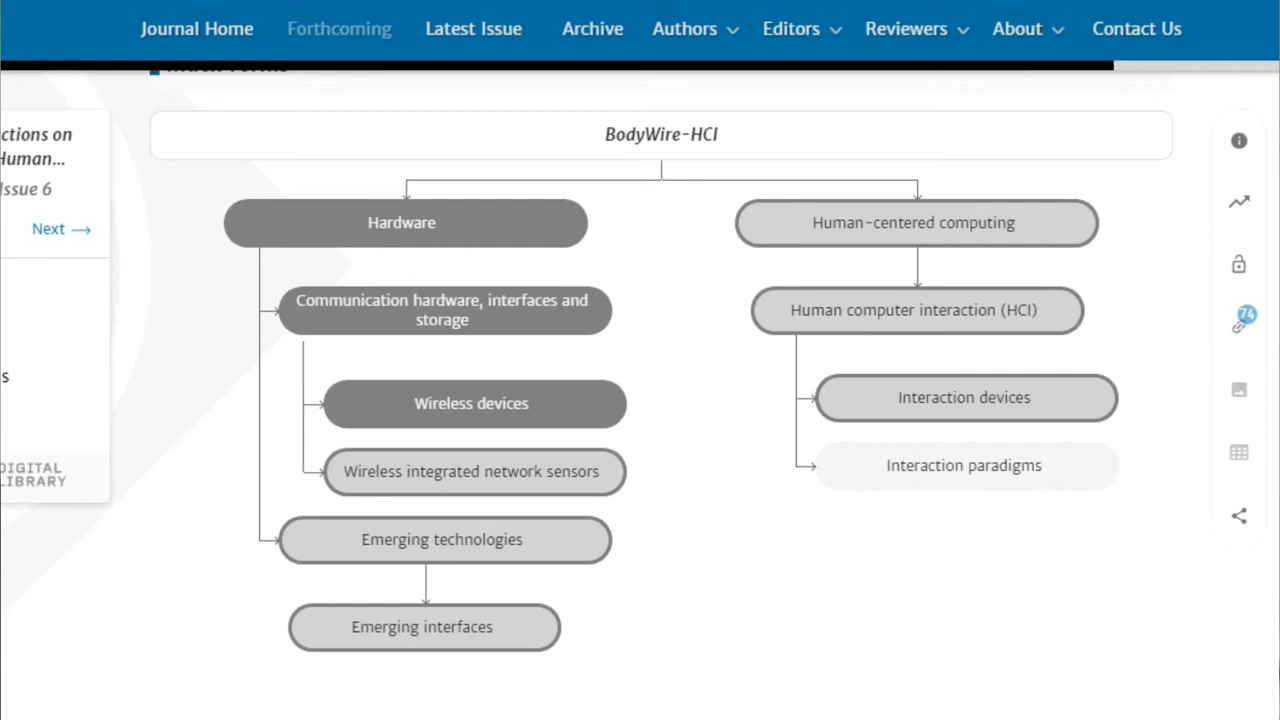 Journal Home Forthcoming Latest Issue Archive Authors Editors Reviewers About Contact Us
ctions on
Human...
Issue 6
Next →
s
DIGITAL
LIBRARY
BodyWire-HCI
Hardware
Human-centered computing
Communication hardware, interfaces and
storage
Human computer interaction (HCI)
Wireless devices
Interaction devices
Wireless integrated network sensors
Interaction paradigms
Emerging technologies
Emerging interfaces
74